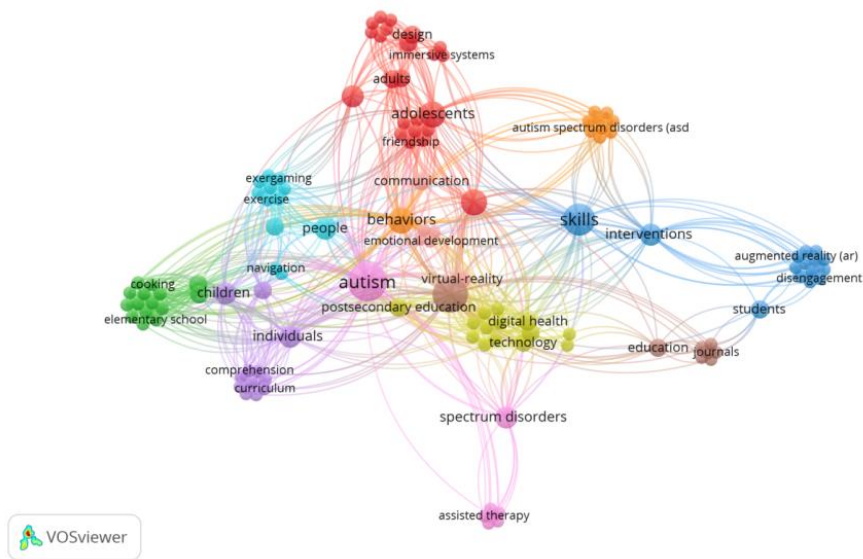 design
immersive systems
adults
adolescents
autism spectrum disorders (asd
friendship
exergaming
communication
exercise
behaviors
skills
people
interventions
emotional development
augmented reality (ar)
navigation
autism
virtual-reality
disengagement
cooking
children
postsecondary education
students
elementary school
digital health
individuals
technology
education
journals
comprehension
curriculum
spectrum disorders
assisted therapy
VOSviewer